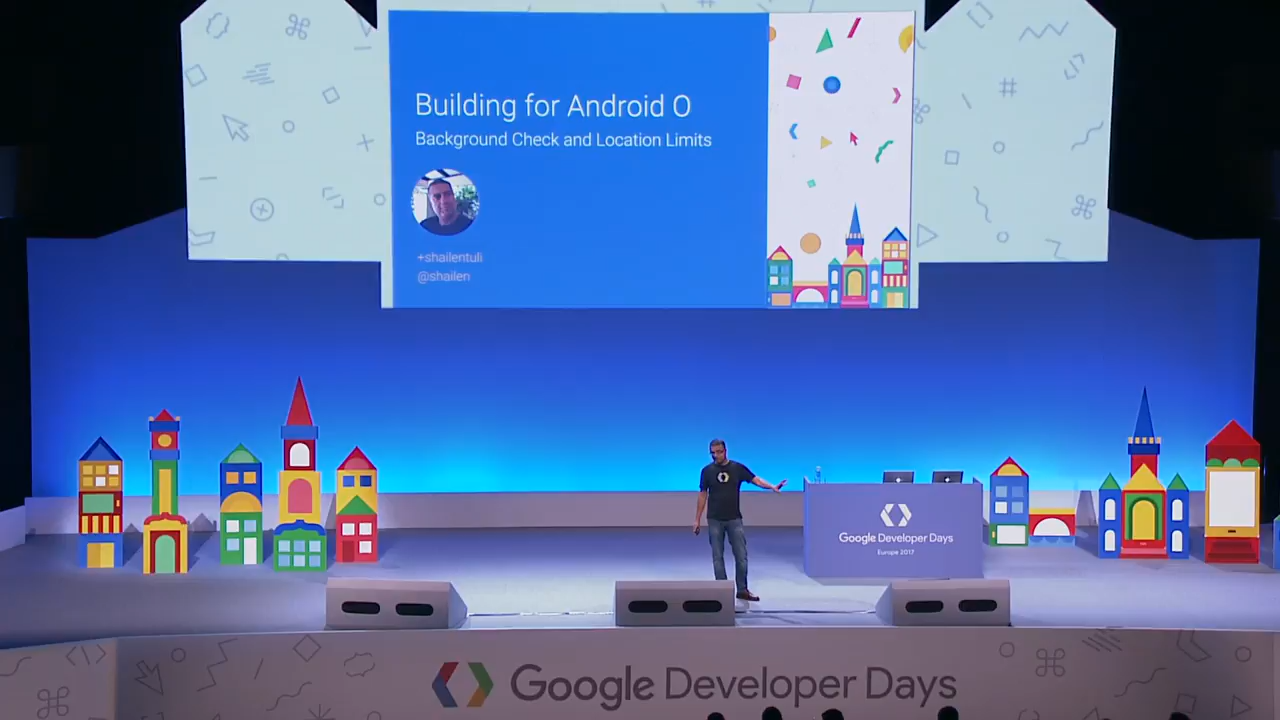 Building for Android O
Background Check and Location Limits
+shailentuli
@shailen
Google Developer Days
Europe 2017
Google Developer Days